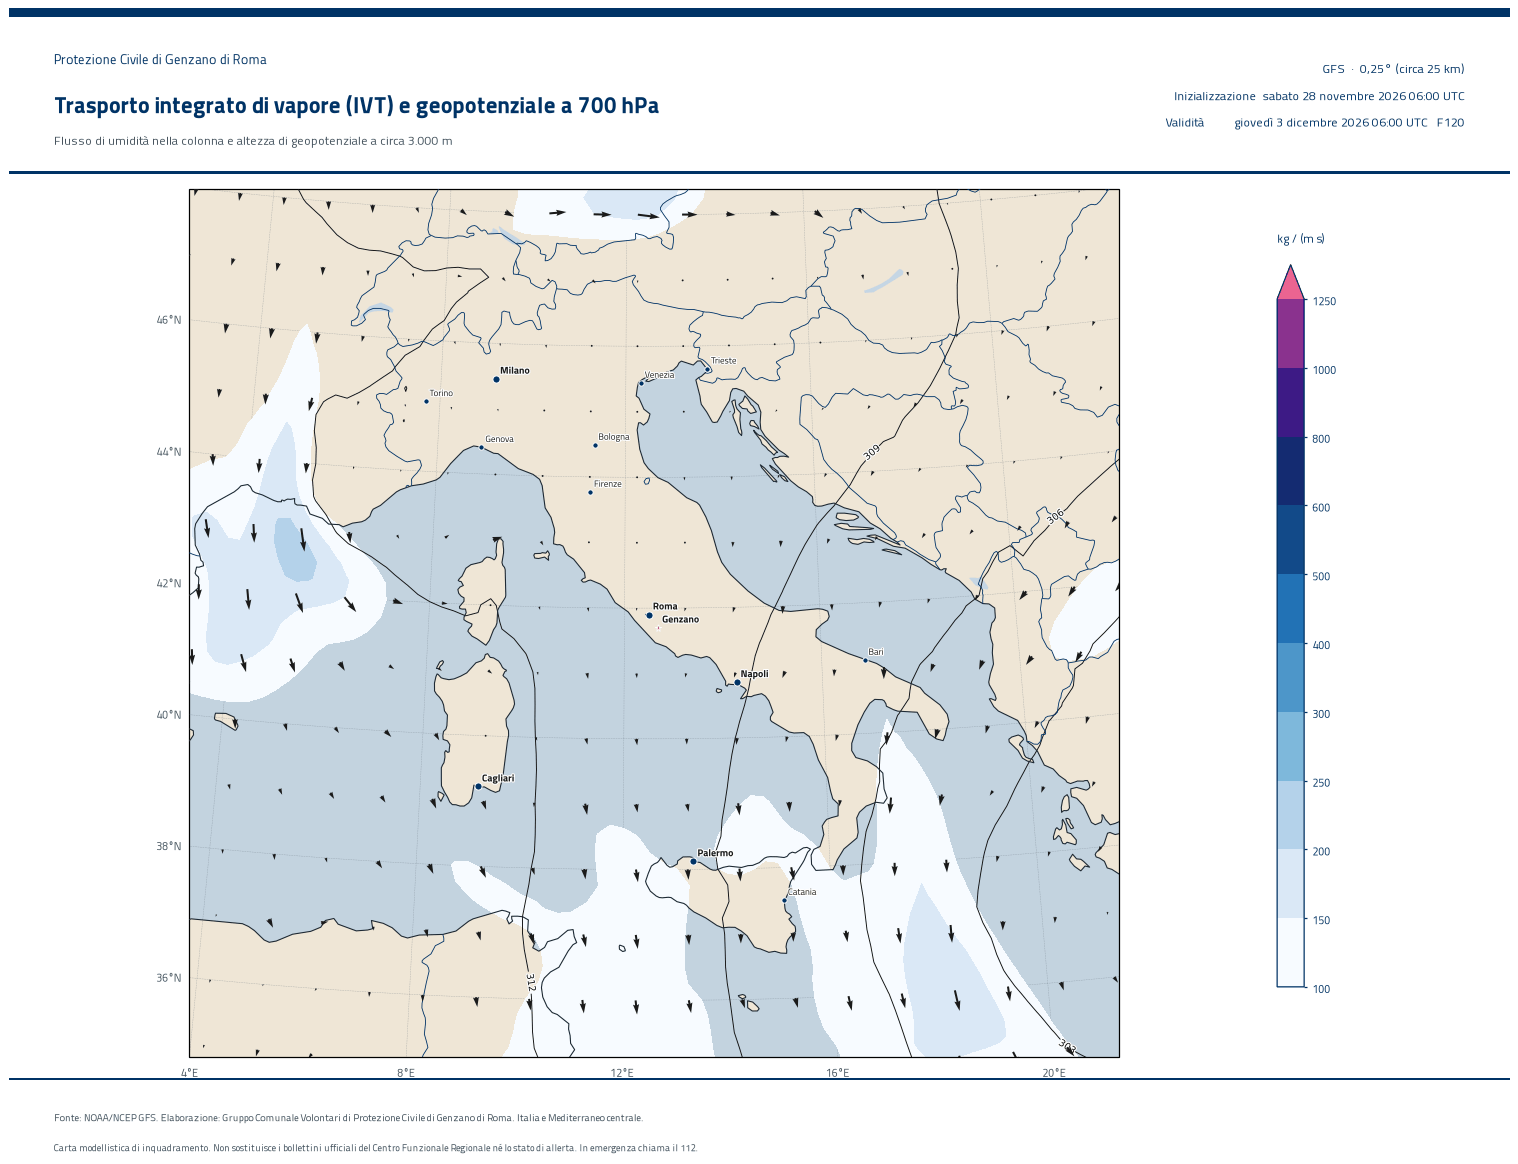 Protezione Civile di Genzano di Roma
Trasporto integrato di vapore (IVT) e geopotenziale a 700 hPa
Flusso di umidità nella colonna e altezza di geopotenziale a circa 3.000 m
GFS · 0,25° (circa 25 km)
Inizializzazione sabato 28 novembre 2026 06:00 UTC
Validità giovedì 3 dicembre 2026 06:00 UTC F120
kg / (m s)
1250
1000
800
600
500
400
300
250
200
150
100
46°N
44°N
42°N
40°N
38°N
36°N
4°E
8°E
12°E
16°E
20°E
Trieste
Venezia
Milano
Torino
Genova
Bologna
Firenze
309
306
Roma
Genzano
Bari
Napoli
Cagliari
Palermo
Catania
312
303
Fonte: NOAA/NCEP GFS. Elaborazione: Gruppo Comunale Volontari di Protezione Civile di Genzano di Roma. Italia e Mediterraneo centrale.
Carta modellistica di inquadramento. Non sostituisce i bollettini ufficiali del Centro Funzionale Regionale né lo stato di allerta. In emergenza chiama il 112.